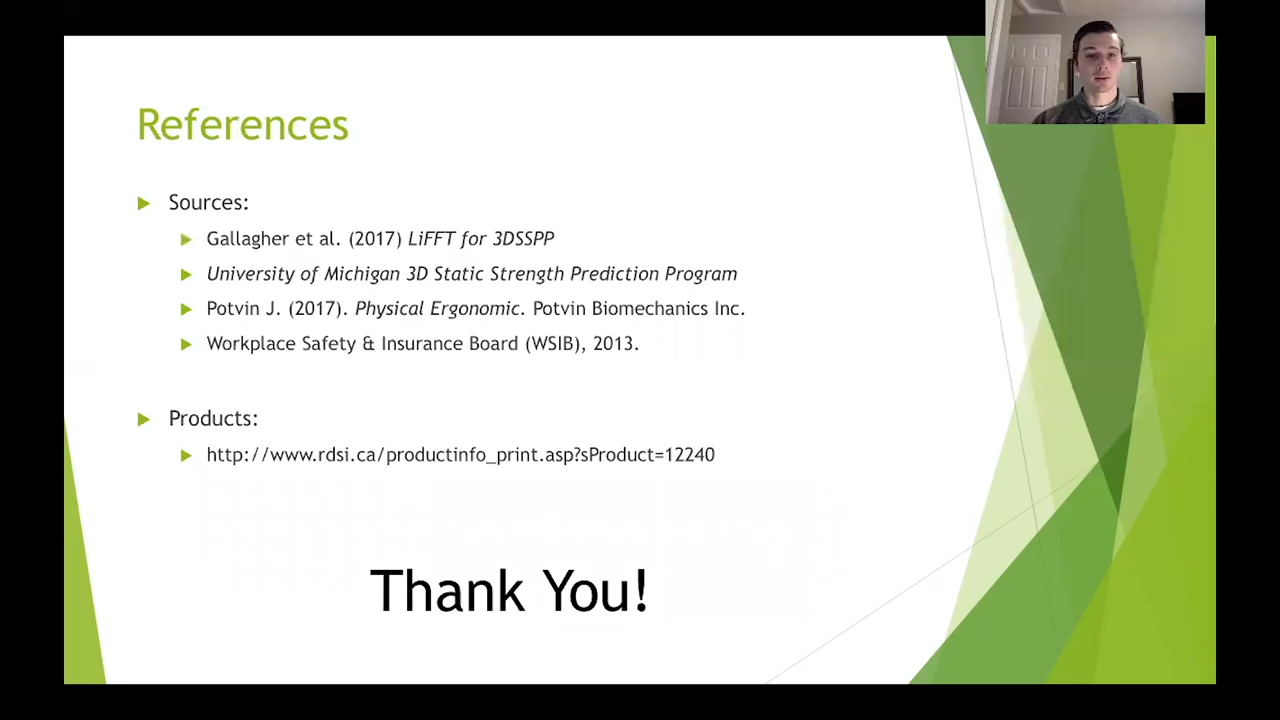 References
Sources:
Gallagher et al. (2017) LiFFT for 3DSSPP
University of Michigan 3D Static Strength Prediction Program
Potvin J. (2017). Physical Ergonomic. Potvin Biomechanics Inc.
Workplace Safety & Insurance Board (WSIB), 2013.
Products:
http://www.rdsi.ca/productinfo_print.asp?sProduct=12240
Thank You!